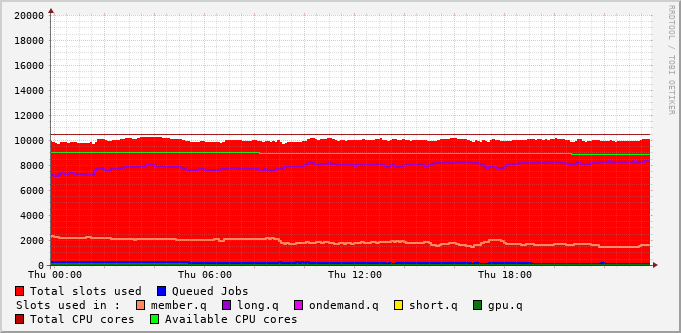 20000
18000
16000
14000
12000
10000
8000
6000
4000
2000
0
Thu 00:00 Thu 06:00 Thu 12:00 Thu 18:00
RRDTOOL / TOBI OETIKER
Total slots used Queued Jobs
Slots used in : member.q long.q ondemand.q short.q gpu.q
Total CPU cores Available CPU cores